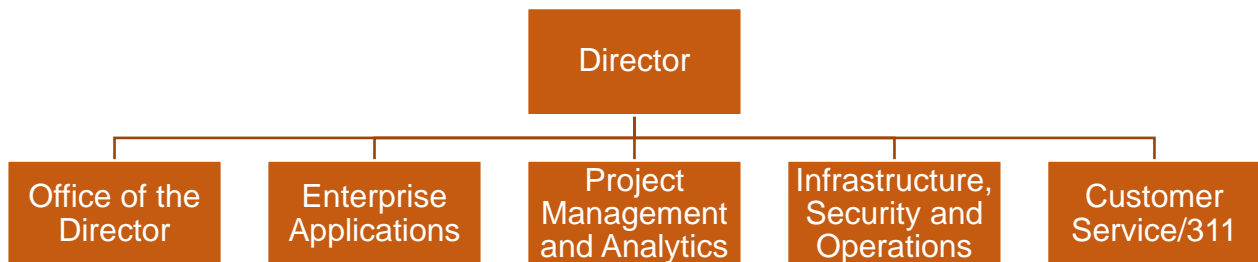 Director
Office of the
Director
Enterprise
Applications
Project
Management
and Analytics
Infrastructure,
Security and
Operations
Customer
Service/311